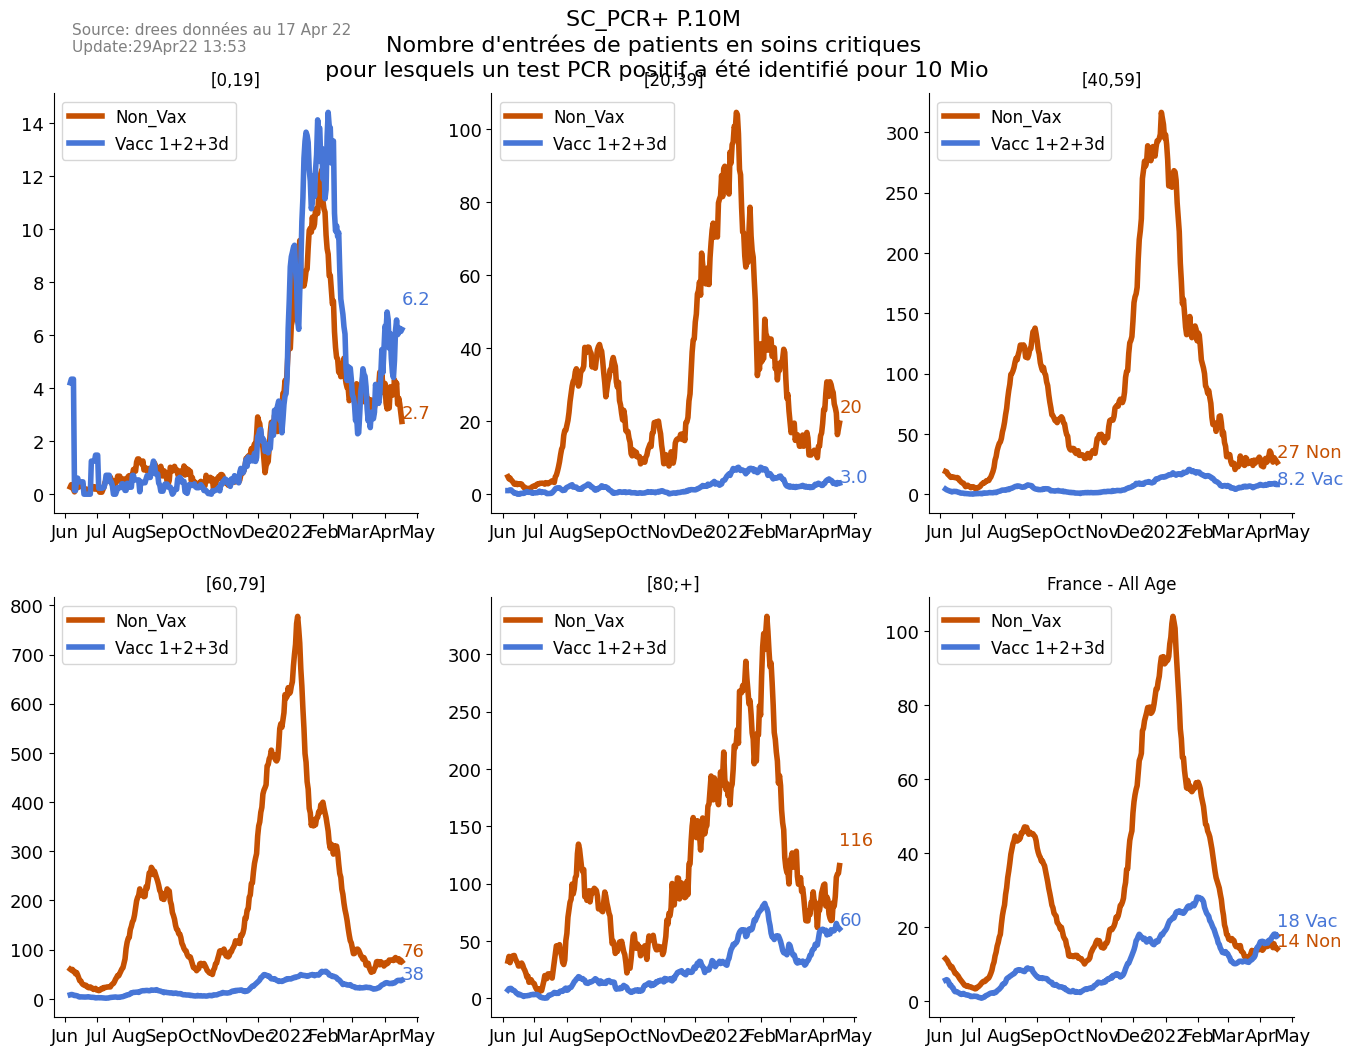 Source: drees données au 17 Apr 22
Update:29Apr22 13:53
SC_PCR+ P.10M
Nombre d'entrées de patients en soins critiques
pour lesquels un test PCR positif a été identifié pour 10 Mio
[0,19]
Non_Vax
Vacc 1+2+3d
14
12
10
8
6
4
2
0
6.2
2.7
Jun Jul Aug Sep Oct Nov Dec 2022 Feb Mar Apr May
[20,39]
Non_Vax
Vacc 1+2+3d
100
80
60
40
20
0
20
3.0
Jun Jul Aug Sep Oct Nov Dec 2022 Feb Mar Apr May
[40,59]
Non_Vax
Vacc 1+2+3d
300
250
200
150
100
50
0
27 Non
8.2 Vac
Jun Jul Aug Sep Oct Nov Dec 2022 Feb Mar Apr May
[60,79]
Non_Vax
Vacc 1+2+3d
800
700
600
500
400
300
200
100
0
76
38
Jun Jul Aug Sep Oct Nov Dec 2022 Feb Mar Apr May
[80;+]
Non_Vax
Vacc 1+2+3d
300
250
200
150
100
50
0
116
60
Jun Jul Aug Sep Oct Nov Dec 2022 Feb Mar Apr May
France - All Age
Non_Vax
Vacc 1+2+3d
100
80
60
40
20
0
18 Vac
14 Non
Jun Jul Aug Sep Oct Nov Dec 2022 Feb Mar Apr May